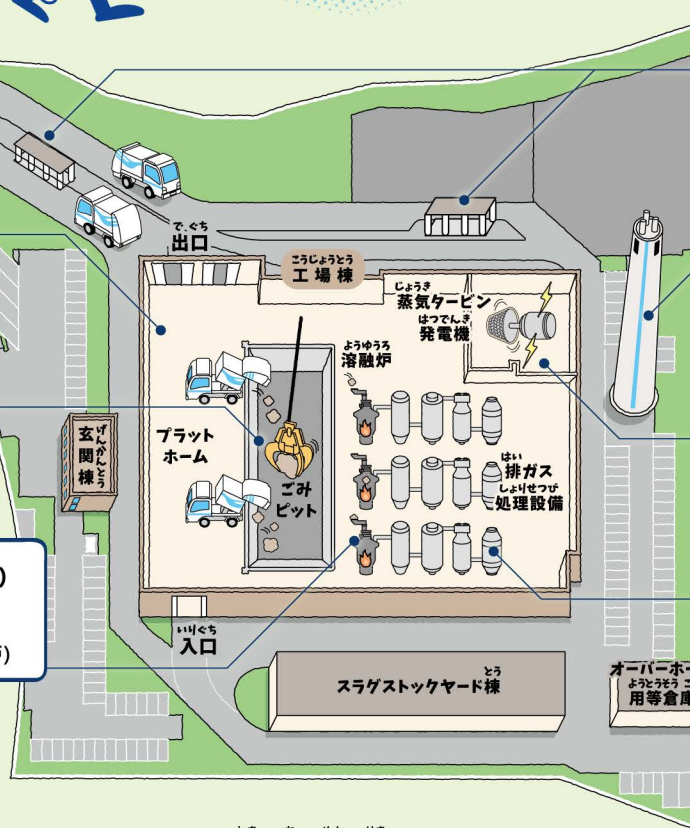 でぐち
出口
こうじょうとう
工場棟
じょうき
蒸気タービン
はつでんき
発電機
ようゆうろ
溶融炉
げんかんとう
玄関棟
プラット
ホーム
ごみ
ピット
はい
排ガス
しょりせつび
処理設備
いりぐち
入口
とう
スラグストックヤード棟
オーバーホー
ようとうそうこ
用等倉庫
)
)